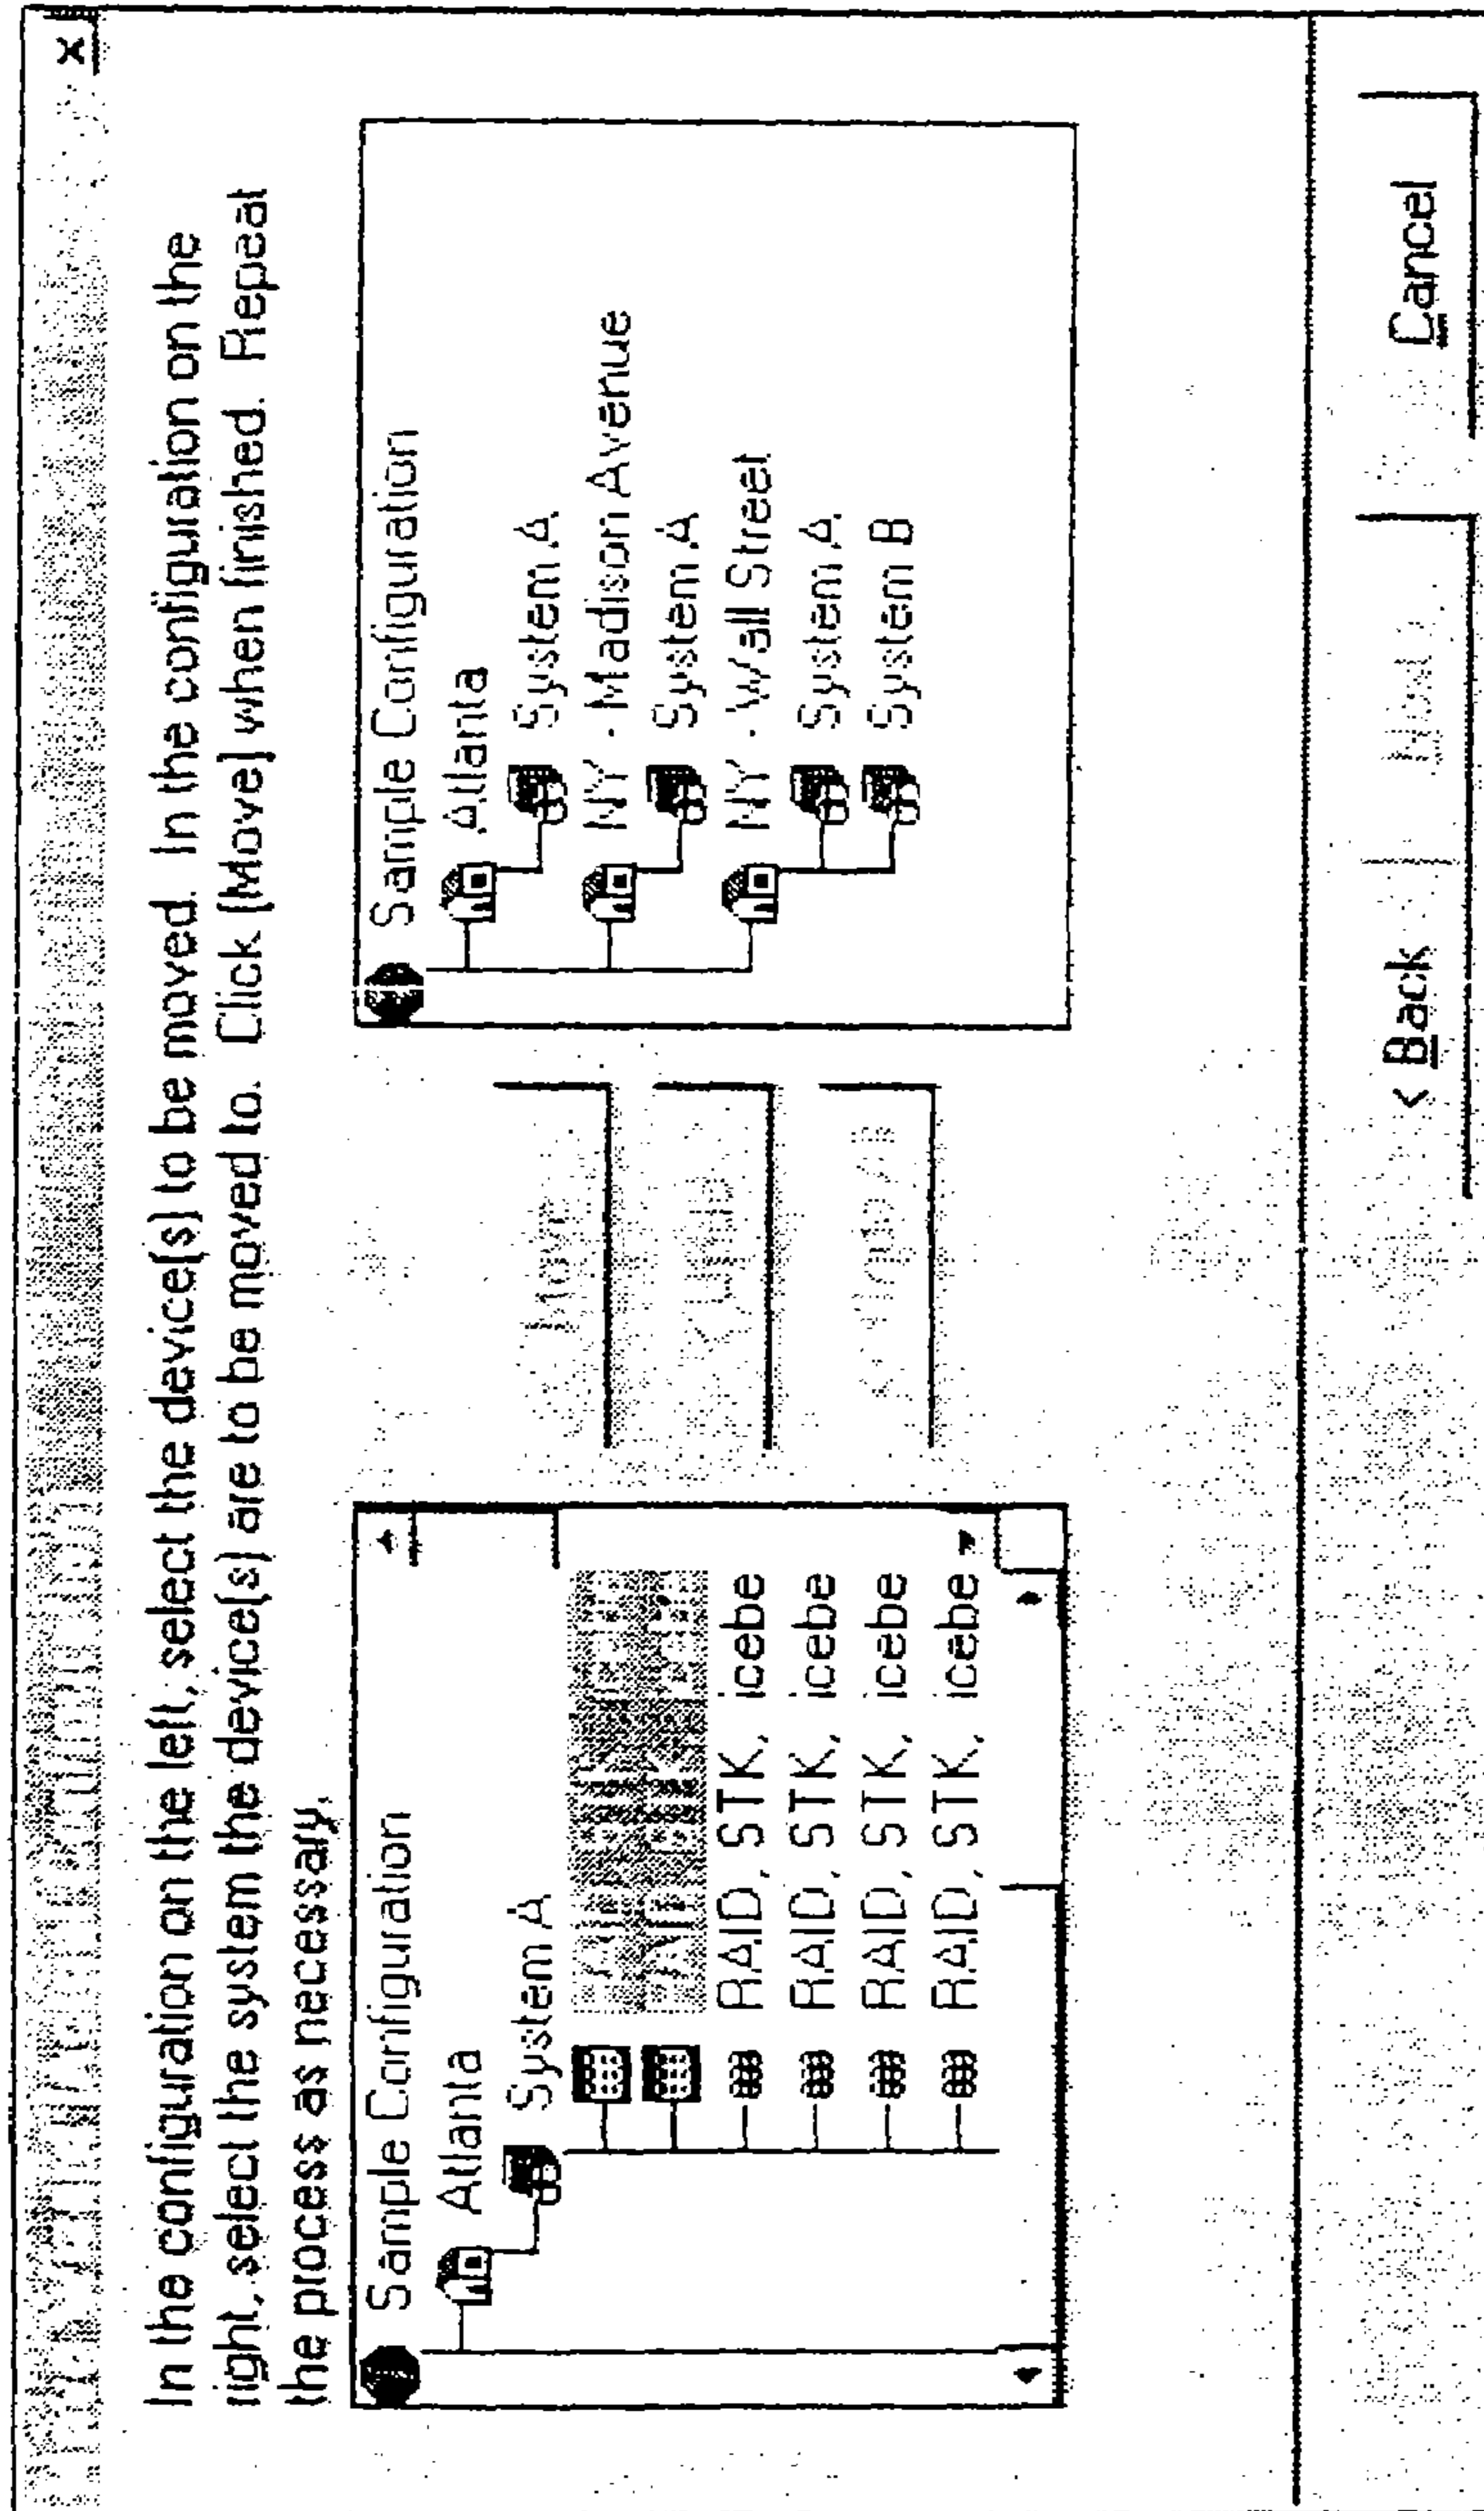 In the configuration on the left, select the device(s) to be moved. In the configuration on the
right, select the system the device(s) are to be moved to. Click [Move] when finished. Repeat
the process as necessary.
Sample Configuration
Atlanta
System A
RAID, STK, icebe
RAID, STK, icebe
RAID, STK, icebe
RAID, STK, icebe
Move
Sample Configuration
Atlanta
System A
NY - Madison Avenue
System A
NY - Wall Street
System A
System B
< Back
Next
Cancel